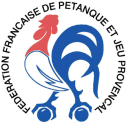 FEDERATION FRANCAISE DE PETANQUE ET JEU PROVENCAL